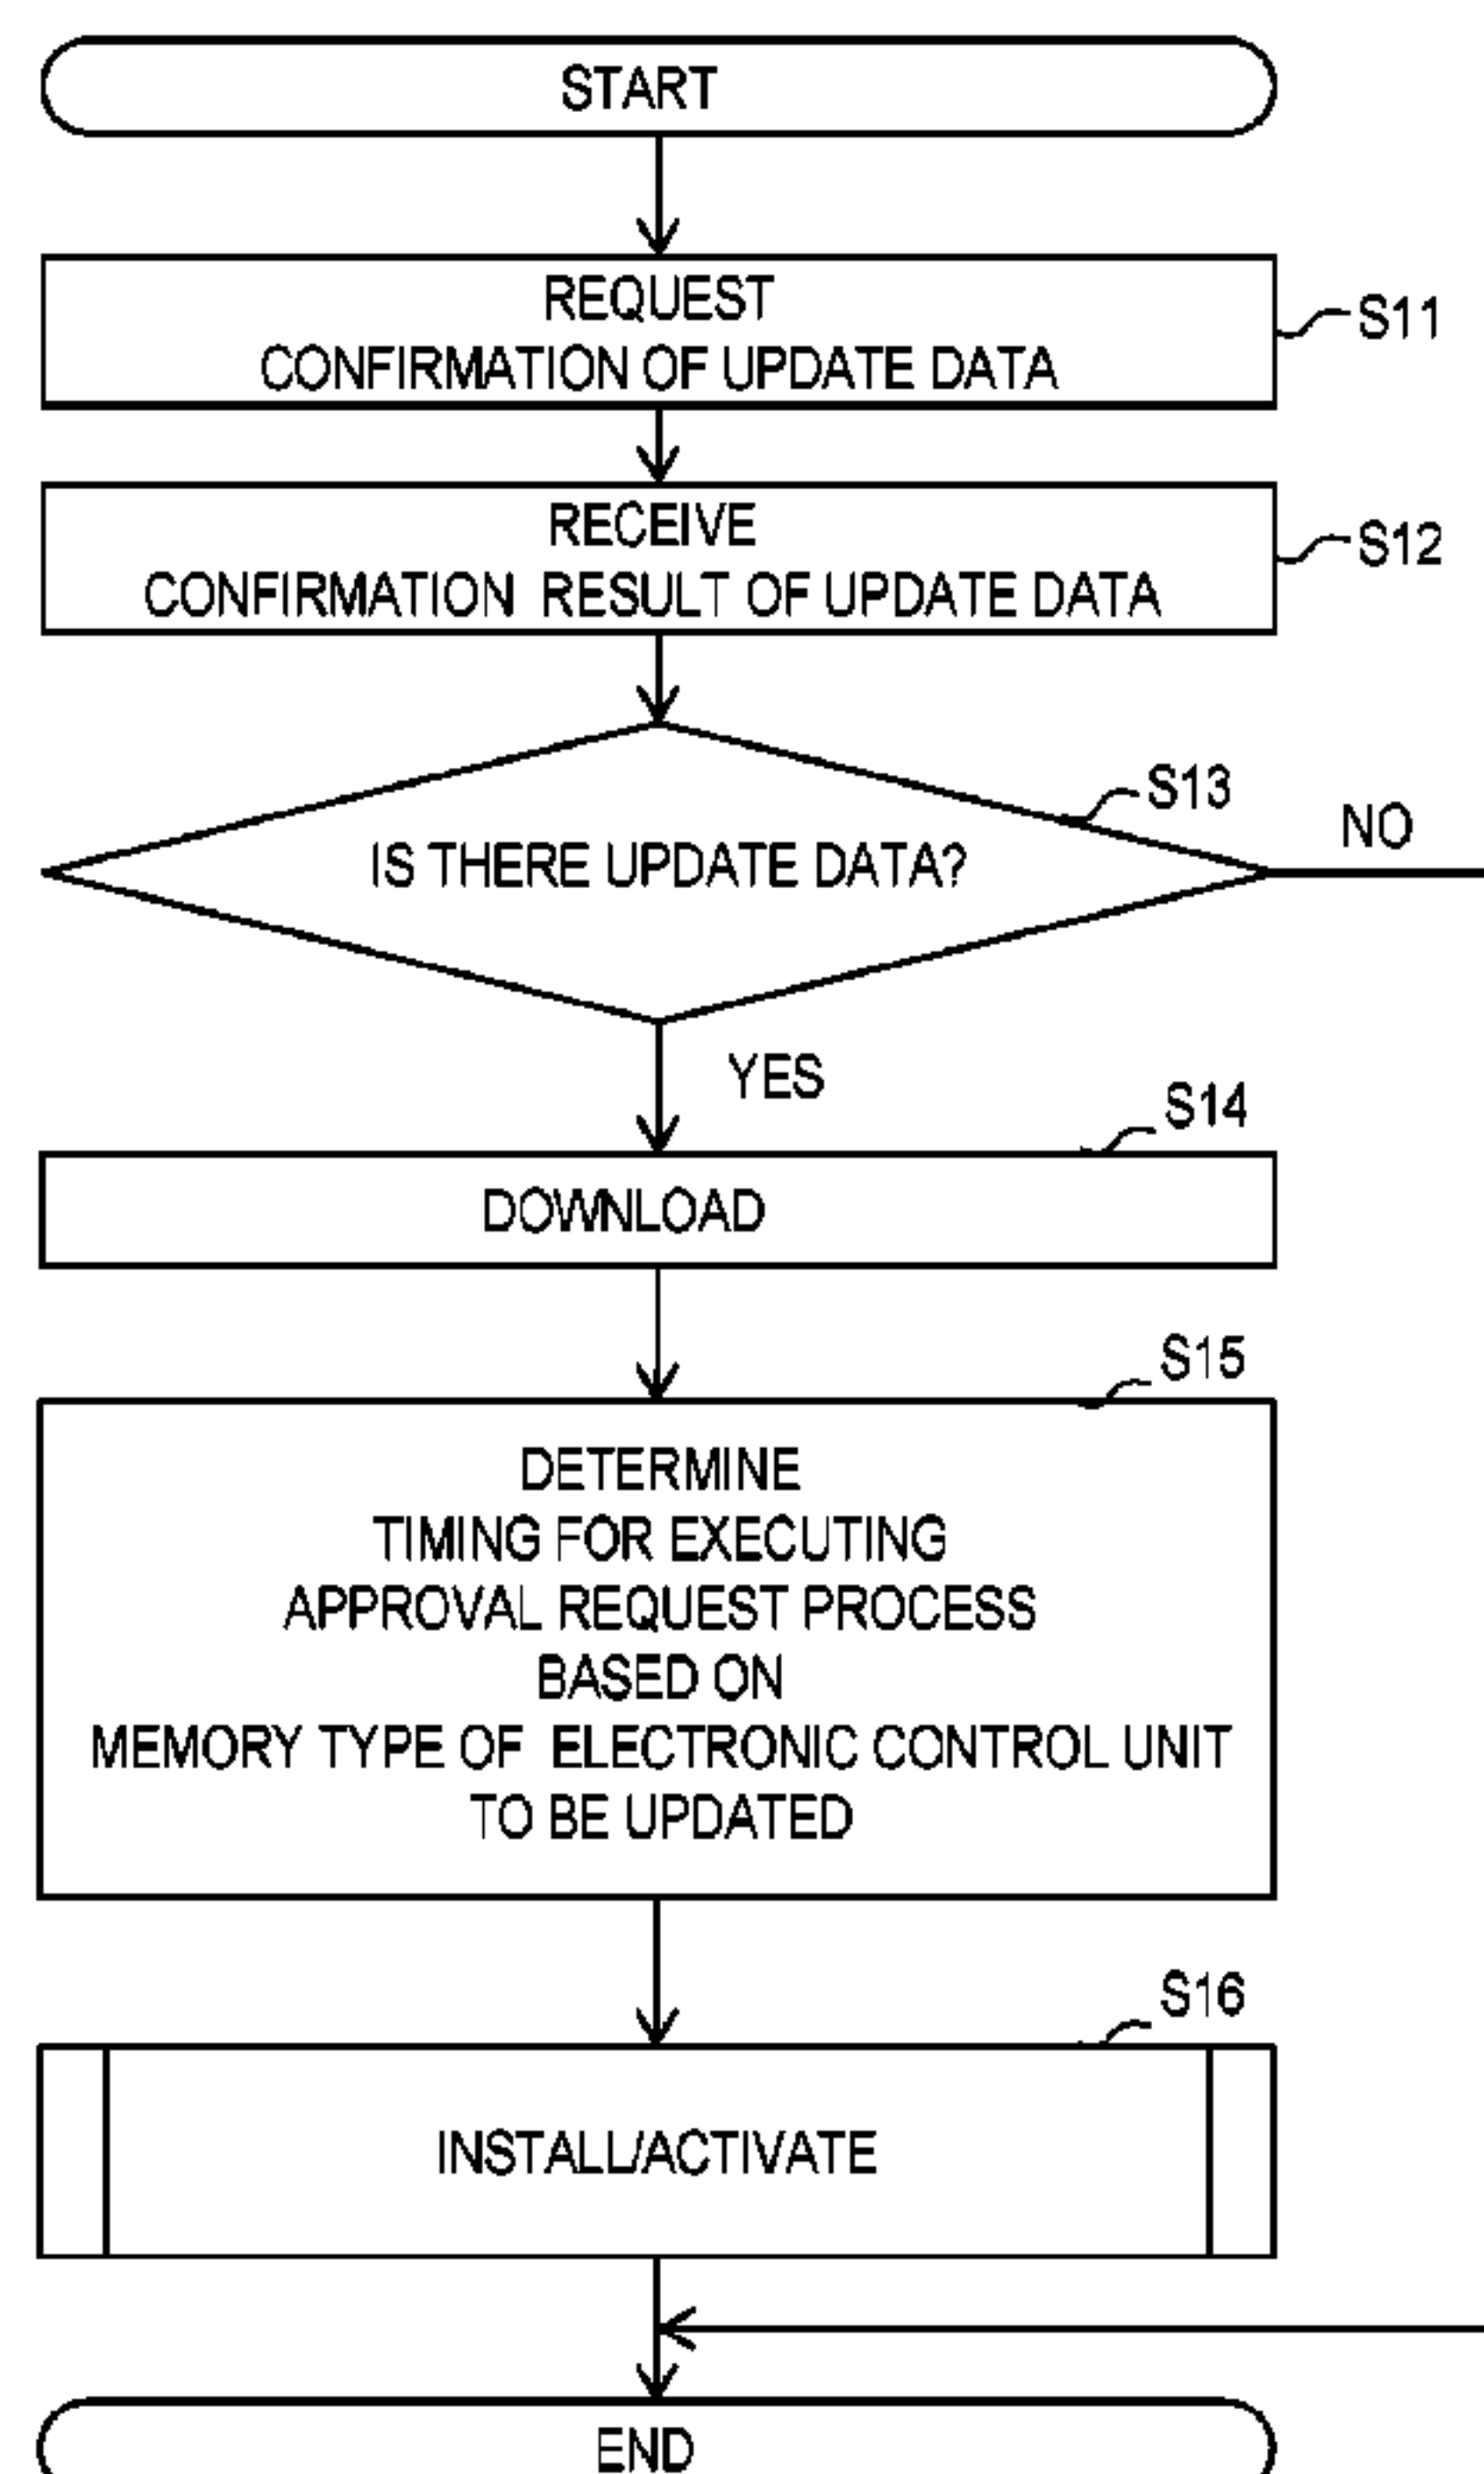 START
REQUEST
CONFIRMATION OF UPDATE DATA
S11
RECEIVE
CONFIRMATION RESULT OF UPDATE DATA
S12
S13
NO
IS THERE UPDATE DATA?
YES
S14
DOWNLOAD
S15
DETERMINE
TIMING FOR EXECUTING
APPROVAL REQUEST PROCESS
BASED ON
MEMORY TYPE OF ELECTRONIC CONTROL UNIT
TO BE UPDATED
S16
INSTALL/ACTIVATE
END